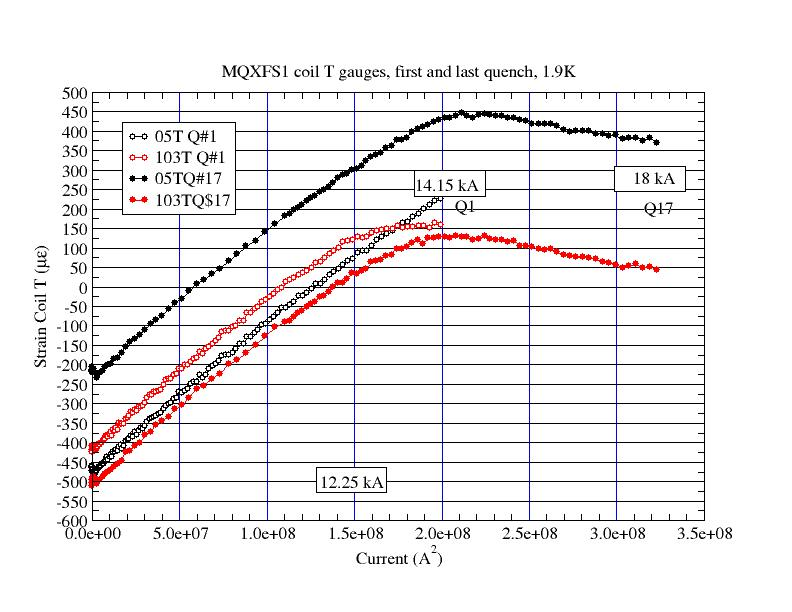 MQXFS1 coil T gauges, first and last quench, 1.9K
500
450
400
350
300
250
200
150
100
50
0
-50
-100
-150
-200
-250
-300
-350
-400
-450
-500
-550
-600
Strain Coil T (με)
05T Q#1
103T Q#1
05TQ#17
103TQ$17
14.15 kA
Q1
18 kA
Q17
12.25 kA
0.0e+00 5.0e+07 1.0e+08 1.5e+08 2.0e+08 2.5e+08 3.0e+08 3.5e+08
Current (A²)